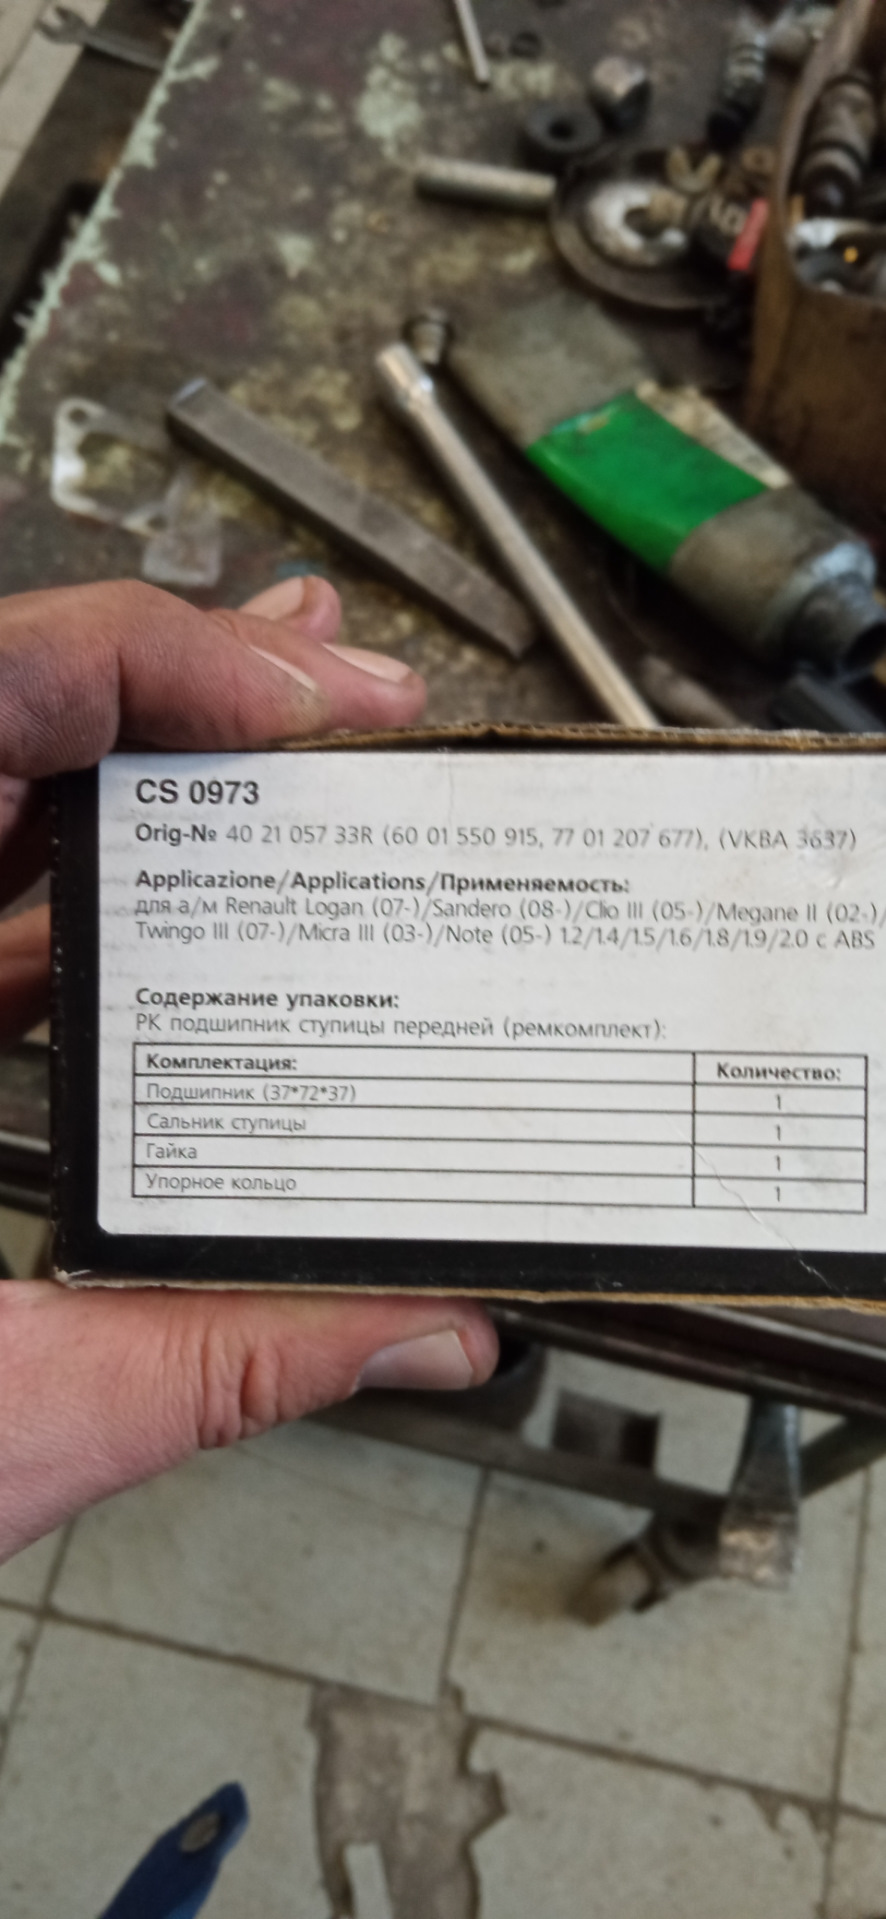 CS 0973
Orig-№ 40 21 057 33R (60 01 550 915, 77 01 207 677), (VKBA 3637)
Applicazione/Applications/Применяемость:
для а/м Renault Logan (07-)/Sandero (08-)/Clio III (05-)/Megane II (02-)/
Twingo III (07-)/Micra III (03-)/Note (05-) 1.2/1.4/1.5/1.6/1.8/1.9/2.0 с ABS
Содержание упаковки:
РК подшипник ступицы передней (ремкомплект):
Комплектация: Количество:
Подшипник (37*72*37) 1
Сальник ступицы 1
Гайка 1
Упорное кольцо 1